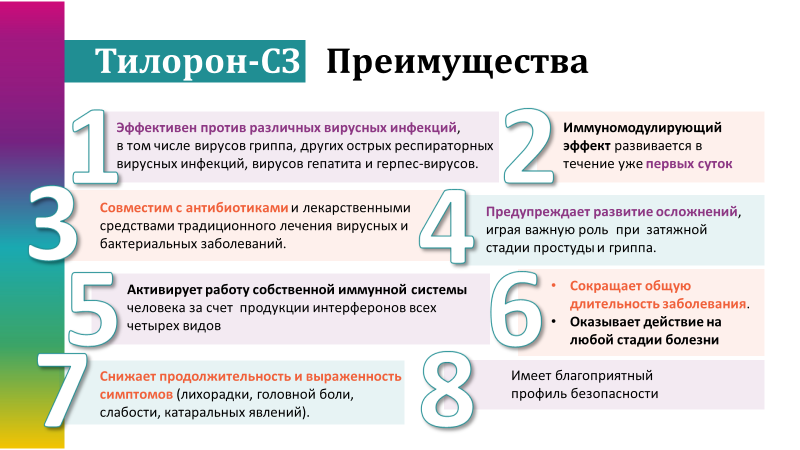 Тилорон-СЗ Преимущества
1
Эффективен против различных вирусных инфекций,
в том числе вирусов гриппа, других острых респираторных
вирусных инфекций, вирусов гепатита и герпес-вирусов.
2
Иммуномодулирующий
эффект развивается в
течение уже первых суток
3
Совместим с антибиотиками и лекарственными
средствами традиционного лечения вирусных и
бактериальных заболеваний.
4
Предупреждает развитие осложнений,
играя важную роль при затяжной
стадии простуды и гриппа.
5
Активирует работу собственной иммунной системы
человека за счет продукции интерферонов всех
четырех видов
6
• Сокращает общую
длительность заболевания.
• Оказывает действие на
любой стадии болезни
7
Снижает продолжительность и выраженность
симптомов (лихорадки, головной боли,
слабости, катаральных явлений).
8
Имеет благоприятный
профиль безопасности